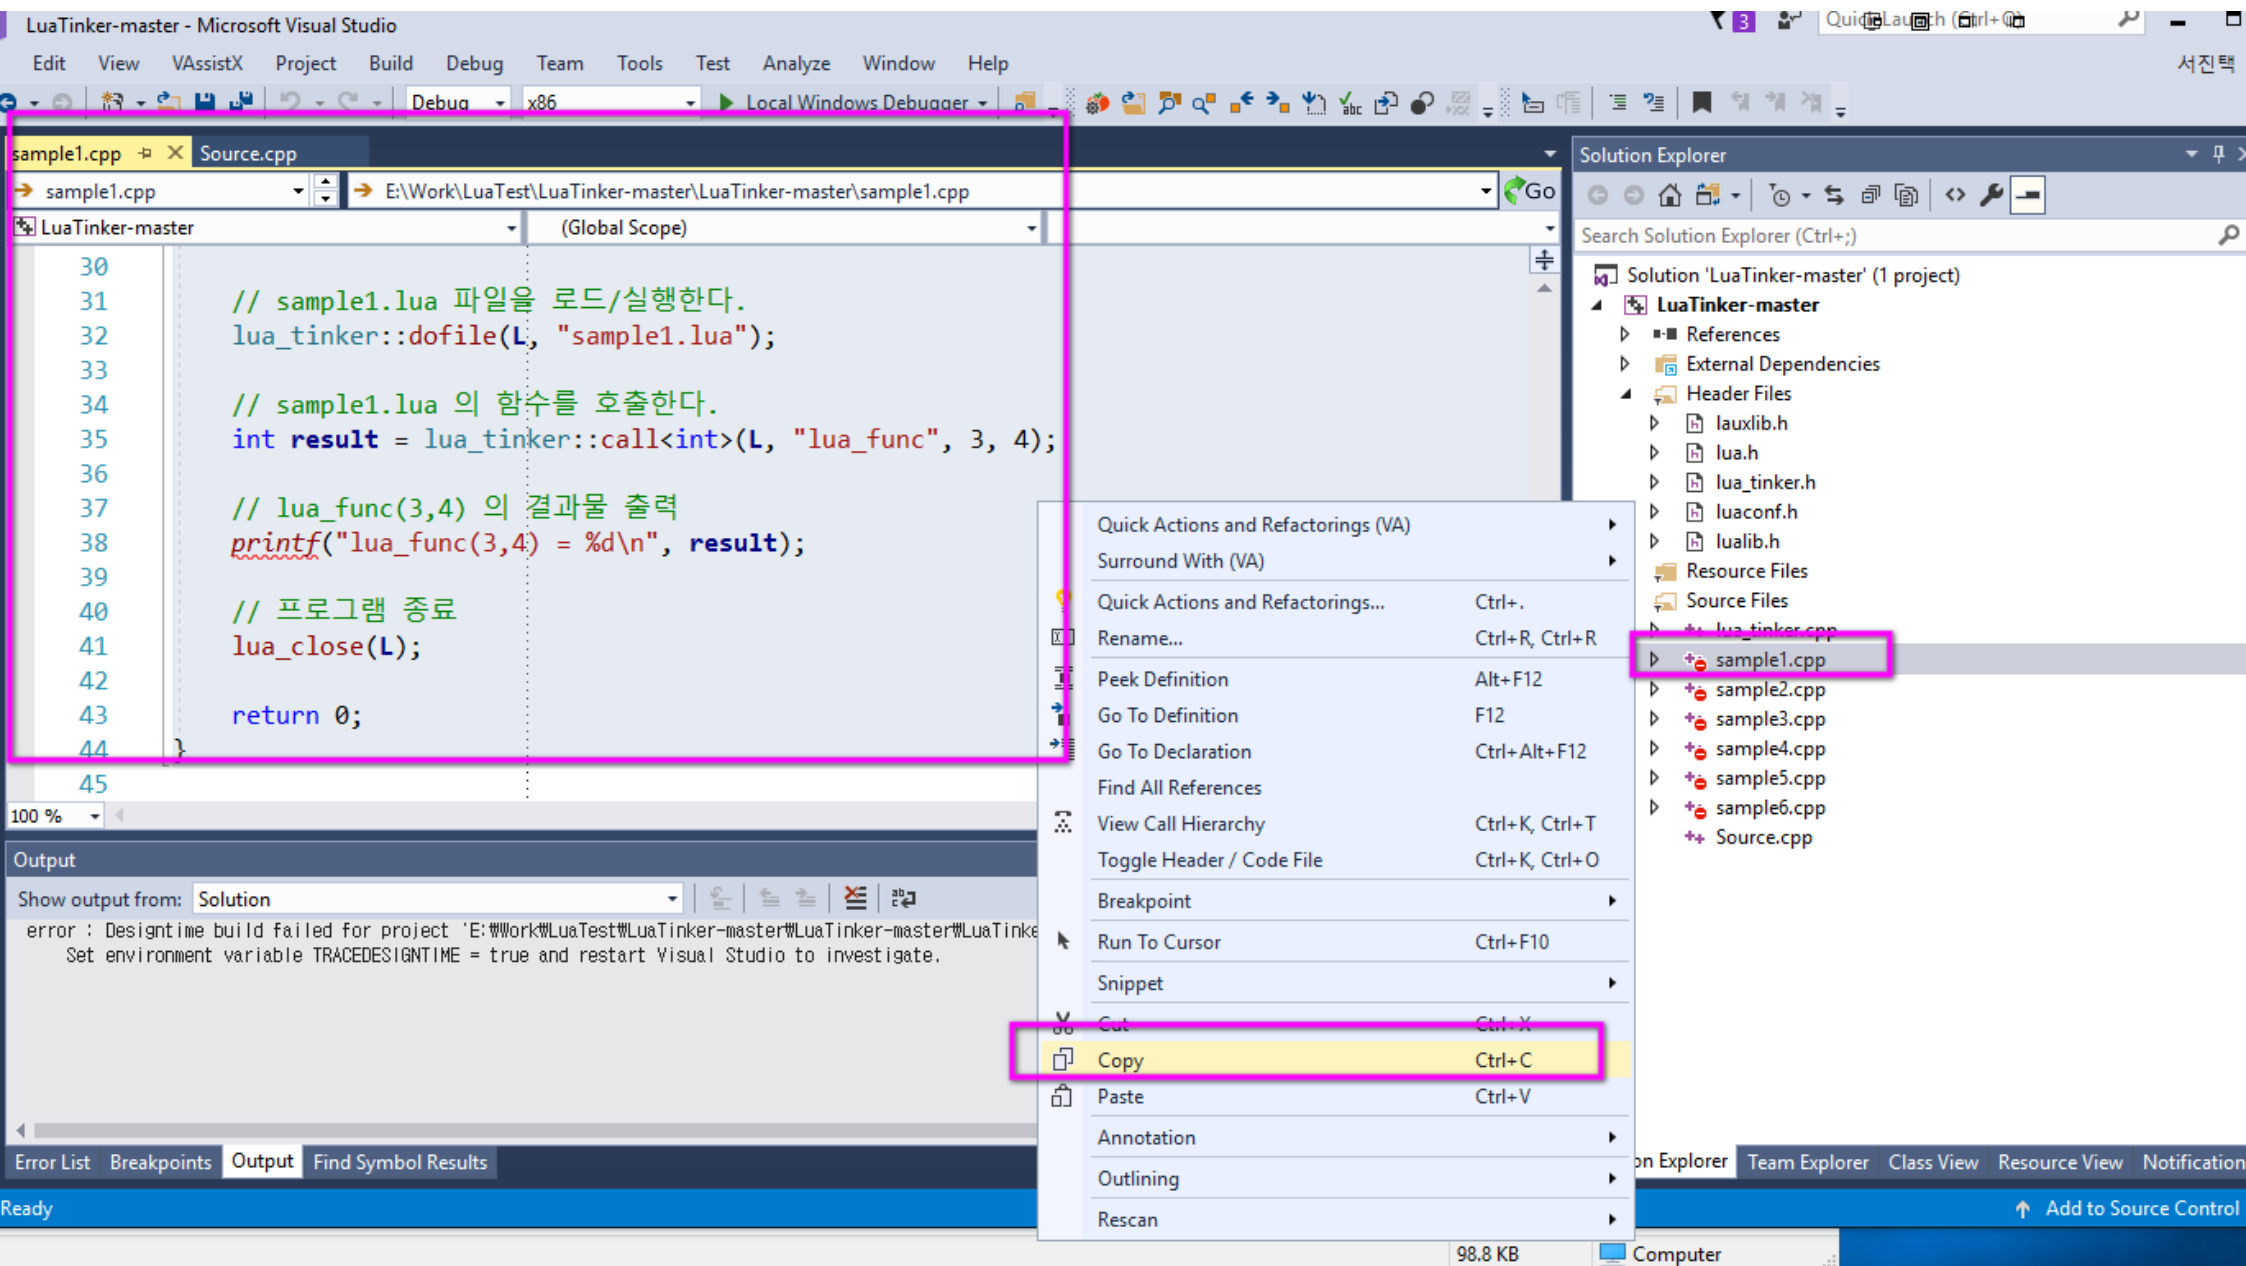 LuaTinker-master - Microsoft Visual Studio
3
Edit View VAssistX Project Build Debug Team Tools Test Analyze Window Help
서진택
Debug x86 Local Windows Debugger
sample1.cpp Source.cpp
sample1.cpp E:\Work\LuaTest\LuaTinker-master\LuaTinker-master\sample1.cpp Go
LuaTinker-master (Global Scope)
30
31 // sample1.lua 파일을 로드/실행한다.
32 lua_tinker::dofile(L, "sample1.lua");
33
34 // sample1.lua 의 함수를 호출한다.
35 int result = lua_tinker::call<int>(L, "lua_func", 3, 4);
36
37 // lua_func(3,4) 의 결과물 출력
38 printf("lua_func(3,4) = %d\n", result);
39
40 // 프로그램 종료
41 lua_close(L);
42
43 return 0;
44 }
45
100 %
Output
Show output from: Solution
error : Designtime build failed for project 'E:₩Work₩LuaTest₩LuaTinker-master₩LuaTinker-master₩LuaTinke
Set environment variable TRACEDESIGNTIME = true and restart Visual Studio to investigate.
Error List Breakpoints Output Find Symbol Results
Ready
Quick Actions and Refactorings (VA)
Surround With (VA)
Quick Actions and Refactorings... Ctrl+.
Rename... Ctrl+R, Ctrl+R
Peek Definition Alt+F12
Go To Definition F12
Go To Declaration Ctrl+Alt+F12
Find All References
View Call Hierarchy Ctrl+K, Ctrl+T
Toggle Header / Code File Ctrl+K, Ctrl+O
Breakpoint
Run To Cursor Ctrl+F10
Snippet
Cut Ctrl+X
Copy Ctrl+C
Paste Ctrl+V
Annotation
Outlining
Rescan
Solution Explorer
Search Solution Explorer (Ctrl+;)
Solution 'LuaTinker-master' (1 project)
LuaTinker-master
References
External Dependencies
Header Files
lauxlib.h
lua.h
lua_tinker.h
luaconf.h
lualib.h
Resource Files
Source Files
lua_tinker.cpp
sample1.cpp
sample2.cpp
sample3.cpp
sample4.cpp
sample5.cpp
sample6.cpp
Source.cpp
on Explorer Team Explorer Class View Resource View Notification
Add to Source Control
98.8 KB Computer